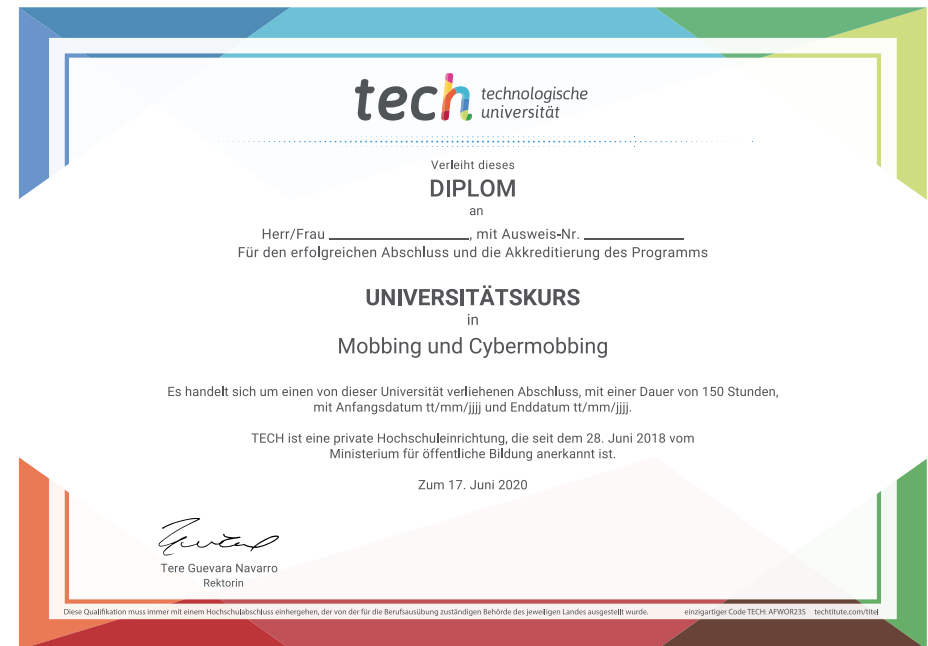 tech technologische
universität
Verleiht dieses
DIPLOM
an
Herr/Frau ____________, mit Ausweis-Nr. ____________
Für den erfolgreichen Abschluss und die Akkreditierung des Programms
UNIVERSITÄTSKURS
in
Mobbing und Cybermobbing
Es handelt sich um einen von dieser Universität verliehenen Abschluss, mit einer Dauer von 150 Stunden,
mit Anfangsdatum tt/mm/jjjj und Enddatum tt/mm/jjjj.
TECH ist eine private Hochschuleinrichtung, die seit dem 28. Juni 2018 vom
Ministerium für öffentliche Bildung anerkannt ist.
Zum 17. Juni 2020
Tere Guevara Navarro
Rektorin
Diese Qualifikation muss immer mit einem Hochschulabschluss einhergehen, der von der für die Berufsausübung zuständigen Behörde des jeweiligen Landes ausgestellt wurde. einzigartiger Code TECH: AFWOR23S techtitute.com/titel